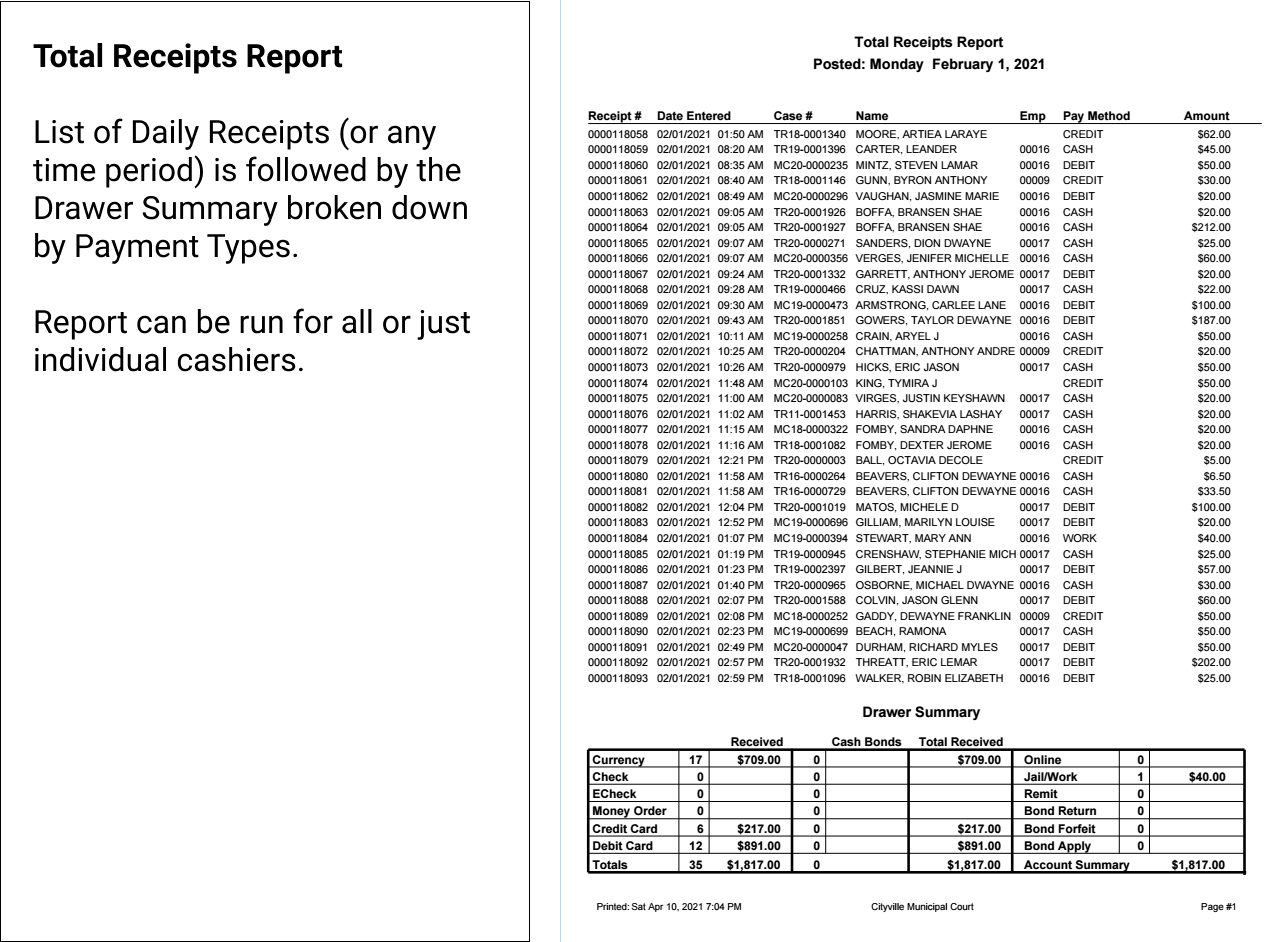 Total Receipts Report
List of Daily Receipts (or any
time period) is followed by the
Drawer Summary broken down
by Payment Types.
Report can be run for all or just
individual cashiers.
Total Receipts Report
Posted: Monday February 1, 2021
Receipt # Date Entered Case # Name Emp Pay Method Amount
0000118058 02/01/2021 01:50 AM TR18-0001340 MOORE, ARTIEA LARAYE CREDIT $62.00
0000118059 02/01/2021 08:20 AM TR19-0001396 CARTER, LEANDER 00016 CASH $45.00
0000118060 02/01/2021 08:35 AM MC20-0000235 MINTZ, STEVEN LAMAR 00016 DEBIT $50.00
0000118061 02/01/2021 08:40 AM TR18-0001146 GUNN, BYRON ANTHONY 00009 CREDIT $30.00
0000118062 02/01/2021 08:49 AM MC20-0000296 VAUGHAN, JASMINE MARIE 00016 DEBIT $20.00
0000118063 02/01/2021 09:05 AM TR20-0001926 BOFFA, BRANSEN SHAE 00016 CASH $20.00
0000118064 02/01/2021 09:05 AM TR20-0001927 BOFFA, BRANSEN SHAE 00016 CASH $212.00
0000118065 02/01/2021 09:07 AM TR20-0000271 SANDERS, DION DWAYNE 00017 CASH $25.00
0000118066 02/01/2021 09:07 AM MC20-0000356 VERGES, JENIFER MICHELLE 00016 CASH $60.00
0000118067 02/01/2021 09:24 AM TR20-0001332 GARRETT, ANTHONY JEROME 00017 DEBIT $20.00
0000118068 02/01/2021 09:28 AM TR19-0000466 CRUZ, KASSI DAWN 00017 CASH $22.00
0000118069 02/01/2021 09:30 AM MC19-0000473 ARMSTRONG, CARLEE LANE 00016 DEBIT $100.00
0000118070 02/01/2021 09:43 AM TR20-0001851 GOWERS, TAYLOR DEWAYNE 00016 DEBIT $187.00
0000118071 02/01/2021 10:11 AM MC19-0000258 CRAIN, ARYEL J 00016 CASH $50.00
0000118072 02/01/2021 10:25 AM TR20-0000204 CHATTMAN, ANTHONY ANDRE 00009 CREDIT $20.00
0000118073 02/01/2021 10:26 AM TR20-0000979 HICKS, ERIC JASON 00017 CASH $50.00
0000118074 02/01/2021 11:48 AM MC20-0000103 KING, TYMIRA J CREDIT $50.00
0000118075 02/01/2021 11:00 AM MC20-0000083 VIRGES, JUSTIN KEYSHAWN 00017 CASH $20.00
0000118076 02/01/2021 11:02 AM TR11-0001453 HARRIS, SHAKEVIA LASHAY 00017 CASH $20.00
0000118077 02/01/2021 11:15 AM MC18-0000322 FOMBY, SANDRA DAPHNE 00016 CASH $20.00
0000118078 02/01/2021 11:16 AM TR18-0001082 FOMBY, DEXTER JEROME 00016 CASH $20.00
0000118079 02/01/2021 12:21 PM TR20-0000003 BALL, OCTAVIA DECOLE CREDIT $5.00
0000118080 02/01/2021 11:58 AM TR16-0000264 BEAVERS, CLIFTON DEWAYNE 00016 CASH $6.50
0000118081 02/01/2021 11:58 AM TR16-0000729 BEAVERS, CLIFTON DEWAYNE 00016 CASH $33.50
0000118082 02/01/2021 12:04 PM TR20-0001019 MATOS, MICHELE D 00017 DEBIT $100.00
0000118083 02/01/2021 12:52 PM MC19-0000696 GILLIAM, MARILYN LOUISE 00017 DEBIT $20.00
0000118084 02/01/2021 01:07 PM MC19-0000394 STEWART, MARY ANN 00016 WORK $40.00
0000118085 02/01/2021 01:19 PM TR19-0000945 CRENSHAW, STEPHANIE MICH 00017 CASH $25.00
0000118086 02/01/2021 01:23 PM TR19-0002397 GILBERT, JEANNIE J 00017 DEBIT $57.00
0000118087 02/01/2021 01:40 PM TR20-0000965 OSBORNE, MICHAEL DWAYNE 00016 CASH $30.00
0000118088 02/01/2021 02:07 PM TR20-0001588 COLVIN, JASON GLENN 00017 DEBIT $60.00
0000118089 02/01/2021 02:08 PM MC18-0000252 GADDY, DEWAYNE FRANKLIN 00009 CREDIT $50.00
0000118090 02/01/2021 02:23 PM MC19-0000699 BEACH, RAMONA 00017 CASH $50.00
0000118091 02/01/2021 02:49 PM MC20-0000047 DURHAM, RICHARD MYLES 00017 DEBIT $50.00
0000118092 02/01/2021 02:57 PM TR20-0001932 THREATT, ERIC LEMAR 00017 DEBIT $202.00
0000118093 02/01/2021 02:59 PM TR18-0001096 WALKER, ROBIN ELIZABETH 00016 DEBIT $25.00
Drawer Summary
Received Cash Bonds Total Received
Currency 17 $709.00 0 $709.00 Online 0
Check 0 0 Jail/Work 1 $40.00
ECheck 0 0 Remit 0
Money Order 0 0 Bond Return 0
Credit Card 6 $217.00 0 $217.00 Bond Forfeit 0
Debit Card 12 $891.00 0 $891.00 Bond Apply 0
Totals 35 $1,817.00 0 $1,817.00 Account Summary $1,817.00
Printed: Sat Apr 10, 2021 7:04 PM Cityville Municipal Court Page #1